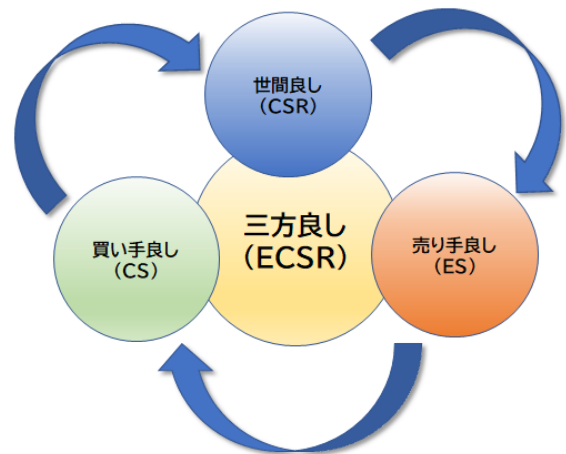 世間良し
(CSR)
三方良し
(ECSR)
買い手良し
(CS)
売り手良し
(ES)